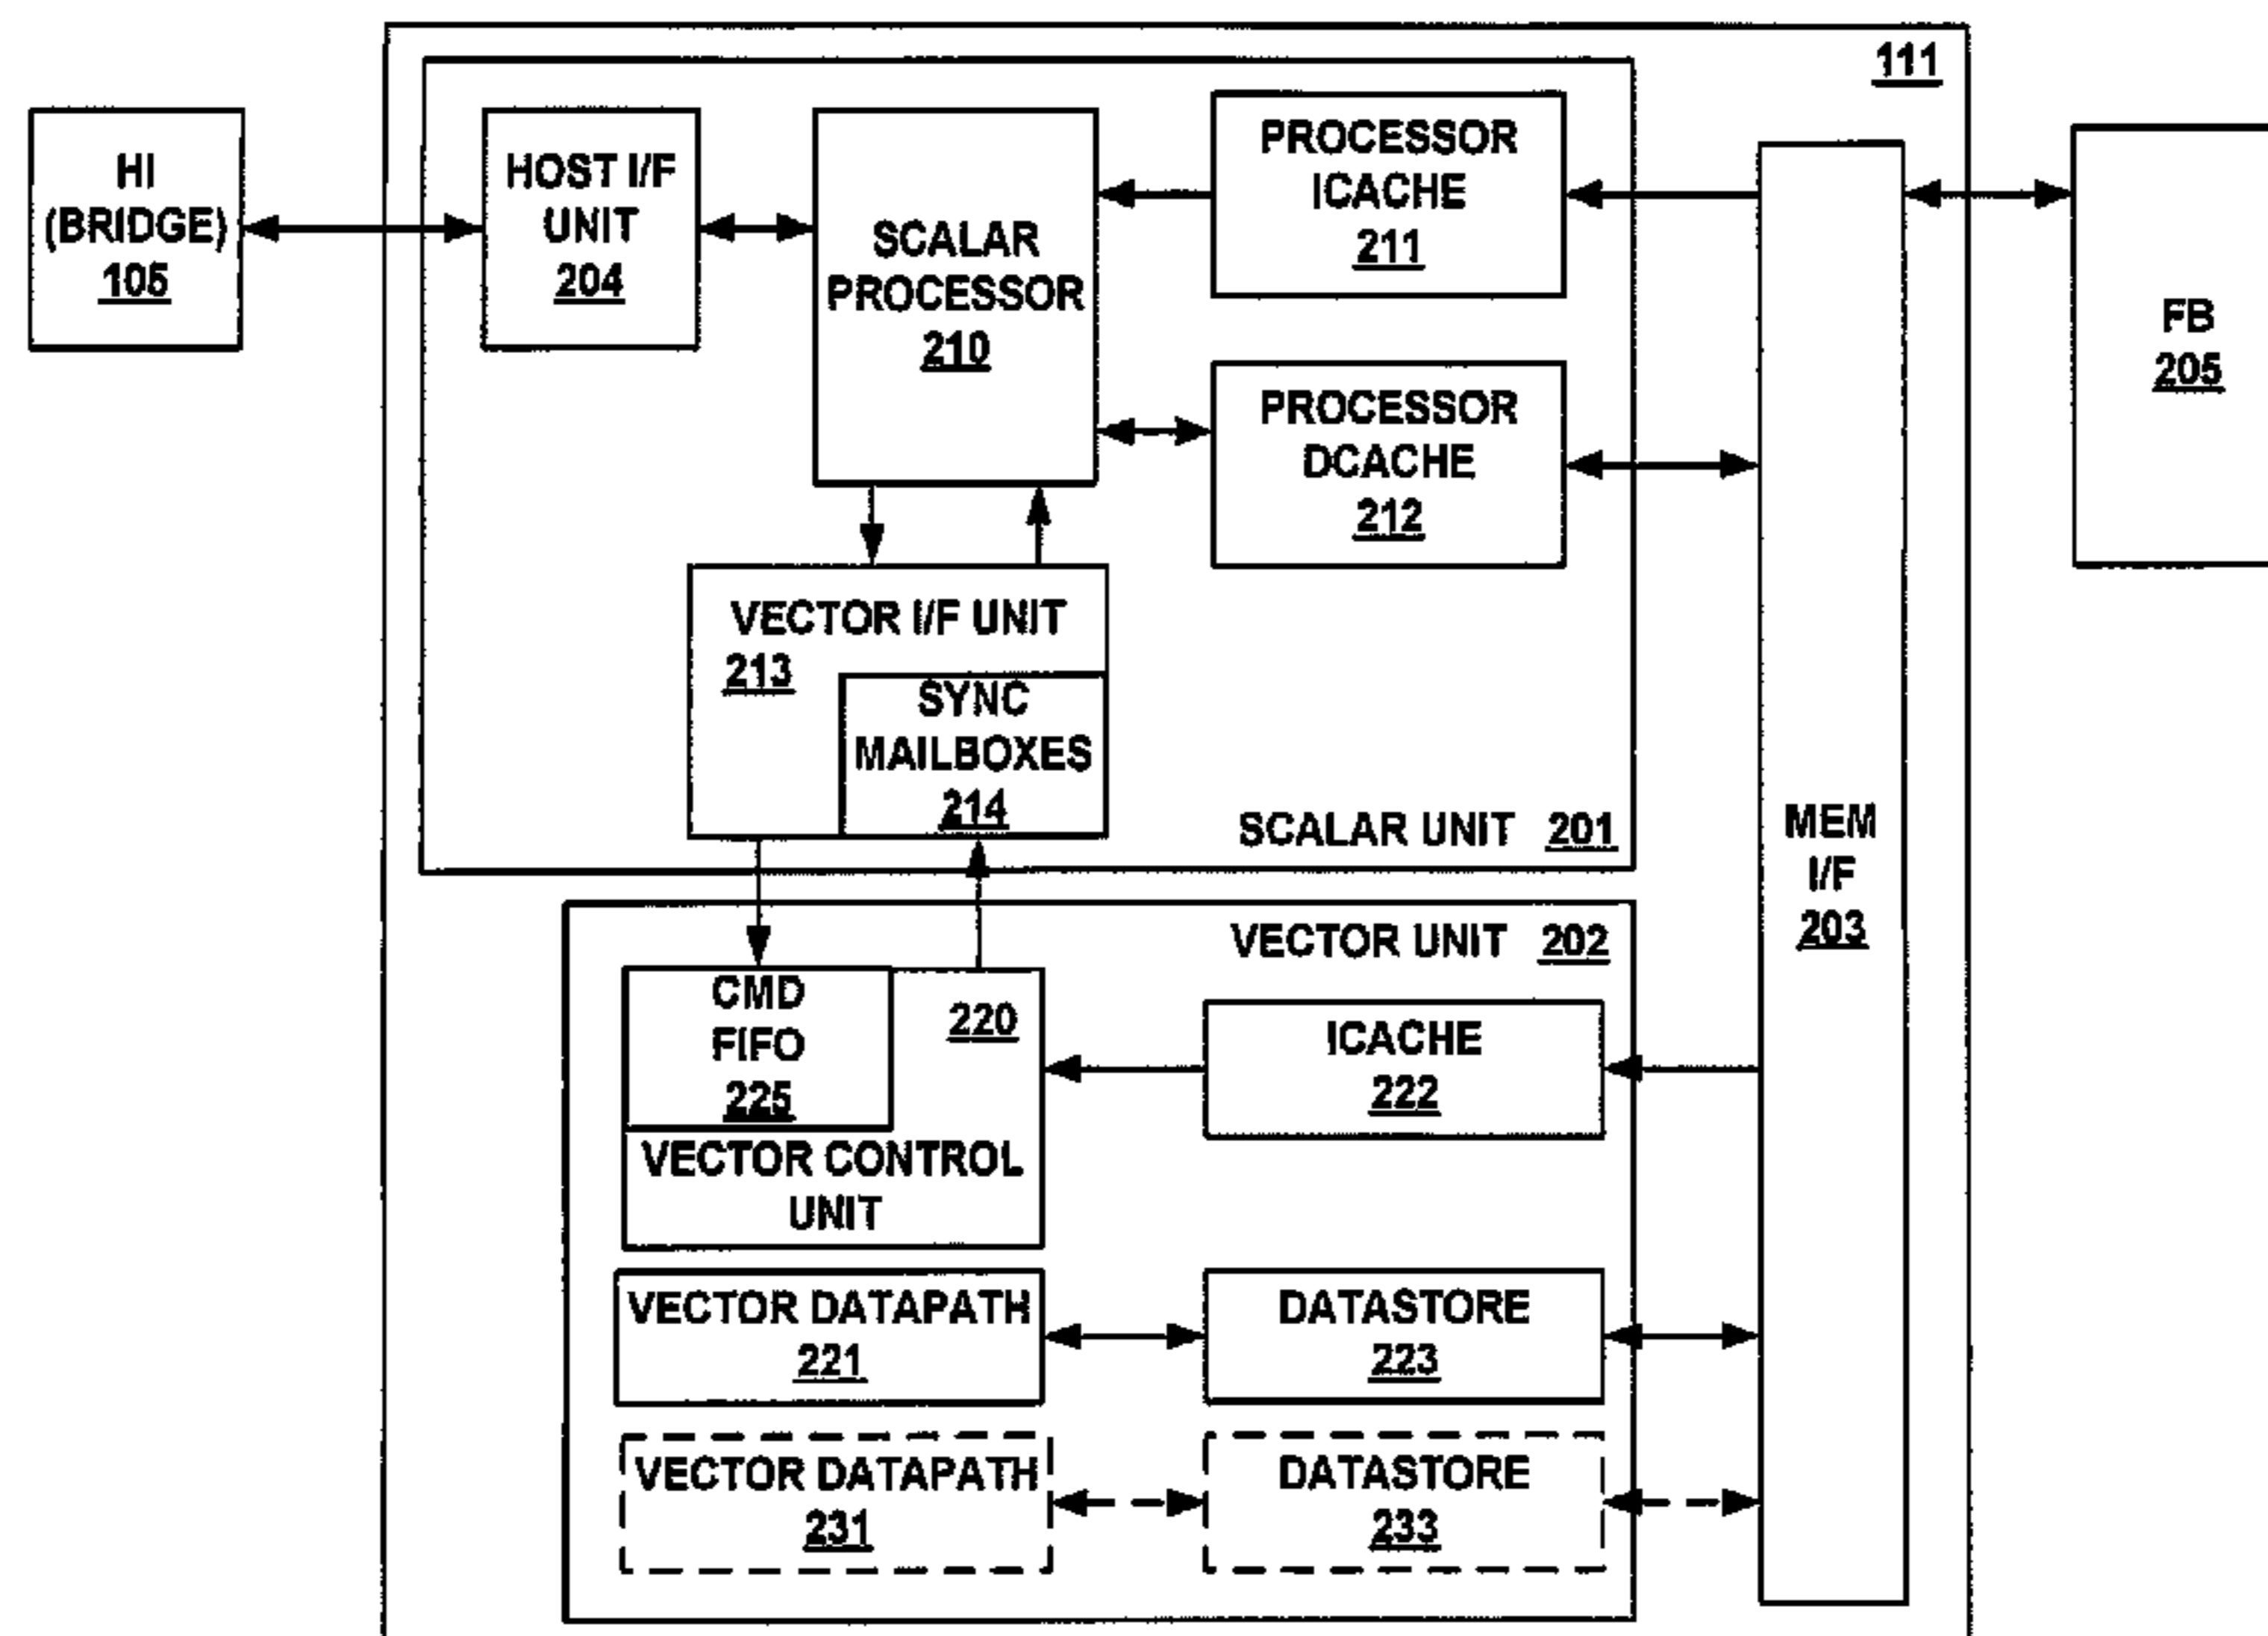 111
HI
(BRIDGE)
105
HOST I/F
UNIT
204
SCALAR
PROCESSOR
210
PROCESSOR
ICACHE
211
PROCESSOR
DCACHE
212
FB
205
VECTOR I/F UNIT
213
SYNC
MAILBOXES
214
SCALAR UNIT 201
MEM
I/F
203
VECTOR UNIT 202
CMD
FIFO
225
220
VECTOR CONTROL
UNIT
ICACHE
222
VECTOR DATAPATH
221
DATASTORE
223
VECTOR DATAPATH
231
DATASTORE
233